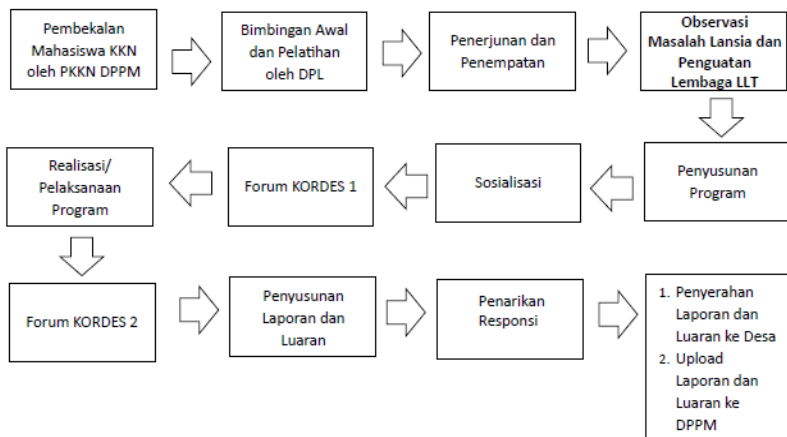 Pembekalan
Mahasiswa KKN
oleh PKKN DPPM
Bimbingan Awal
dan Pelatihan
oleh DPL
Penerjunan dan
Penempatan
Observasi
Masalah Lansia dan
Penguatan
Lembaga LLT
Penyusunan
Program
Sosialisasi
Forum KORDES 1
Realisasi/
Pelaksanaan
Program
Forum KORDES 2
Penyusunan
Laporan dan
Luaran
Penarikan
Responsi
1. Penyerahan
Laporan dan
Luaran ke Desa
2. Upload
Laporan dan
Luaran ke
DPPM